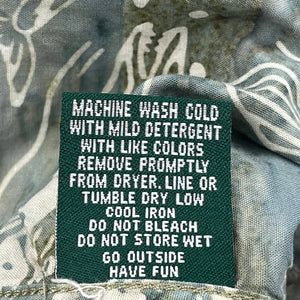 MACHINE WASH COLD
WITH MILD DETERGENT
WITH LIKE COLORS
REMOVE PROMPTLY
FROM DRYER. LINE OR
TUMBLE DRY LOW
COOL IRON
DO NOT BLEACH
DO NOT STORE WET
GO OUTSIDE
HAVE FUN